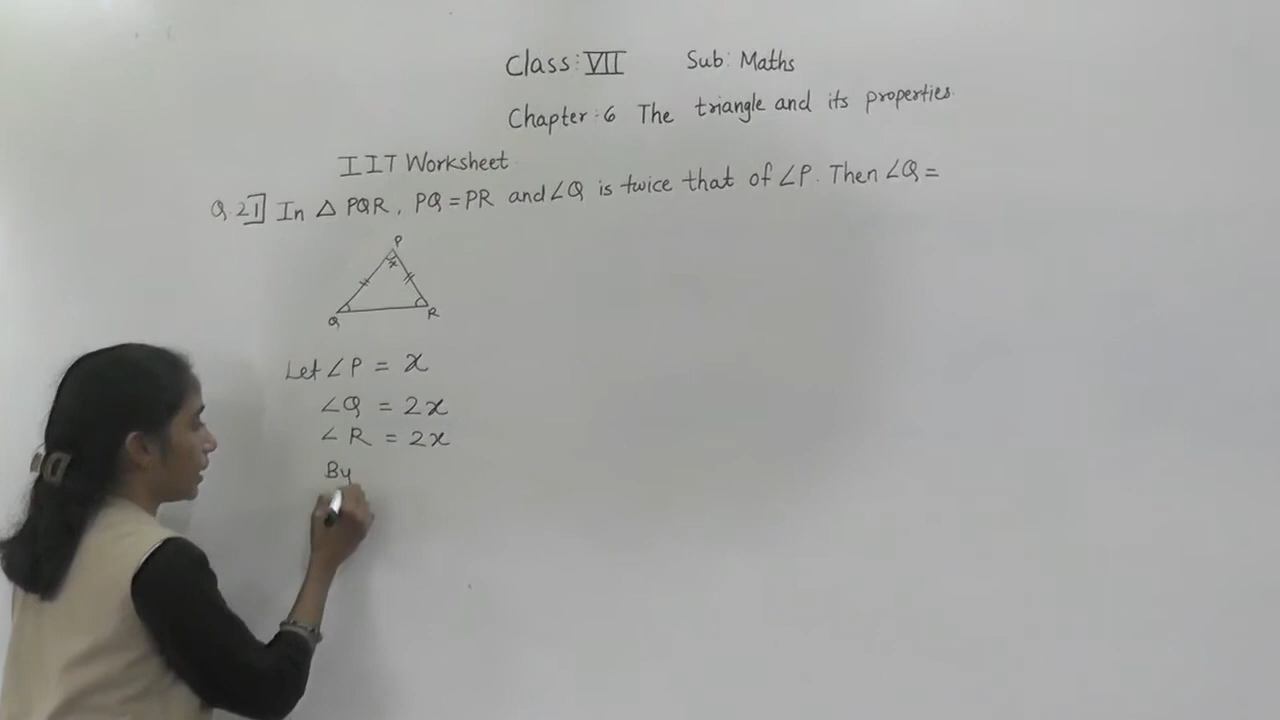 Class: VII Sub: Maths
Chapter: 6 The triangle and its properties.
IIT Worksheet
Q.21] In △ PQR, PQ = PR and ∠Q is twice that of ∠P. Then ∠Q =
P
x
Q R
Let ∠P = x
∠Q = 2x
∠R = 2x
By